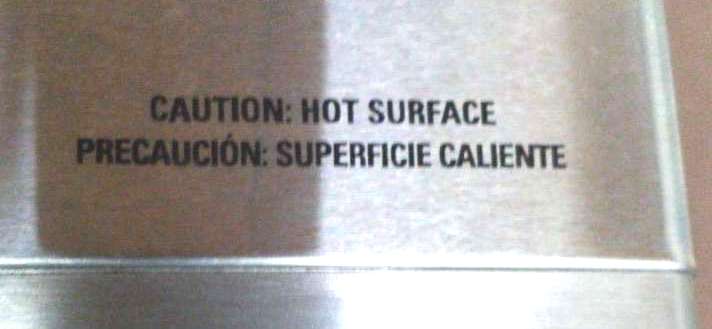 CAUTION: HOT SURFACE
PRECAUCIÓN: SUPERFICIE CALIENTE